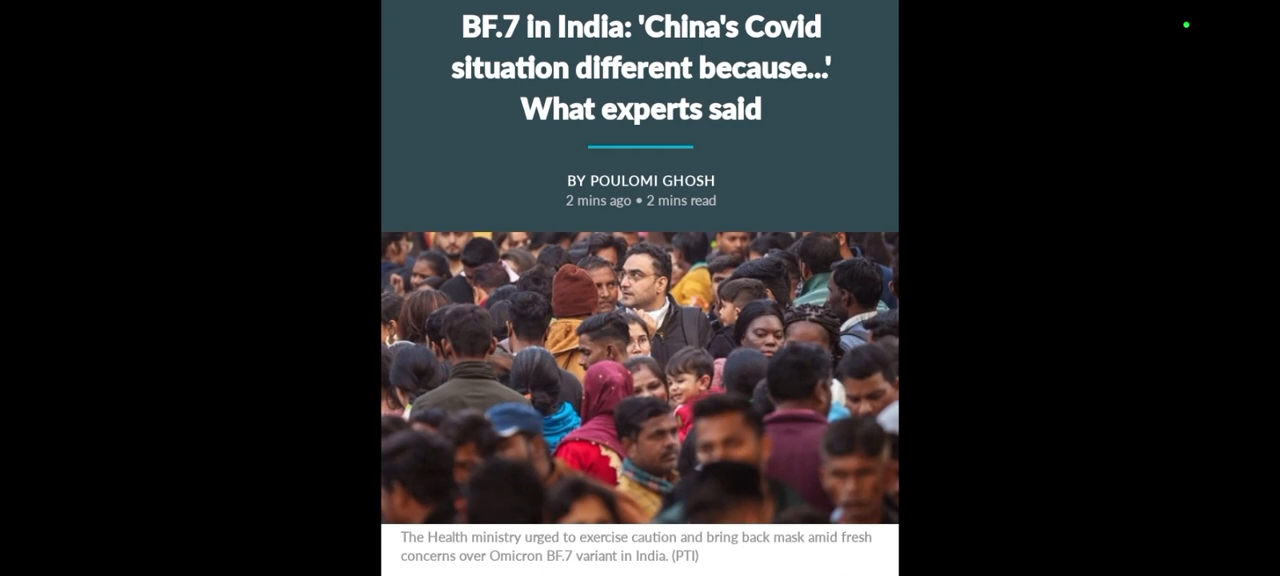 BF.7 in India: 'China's Covid
situation different because...'
What experts said
BY POULOMI GHOSH
2 mins ago • 2 mins read
The Health ministry urged to exercise caution and bring back mask amid fresh
concerns over Omicron BF.7 variant in India. (PTI)